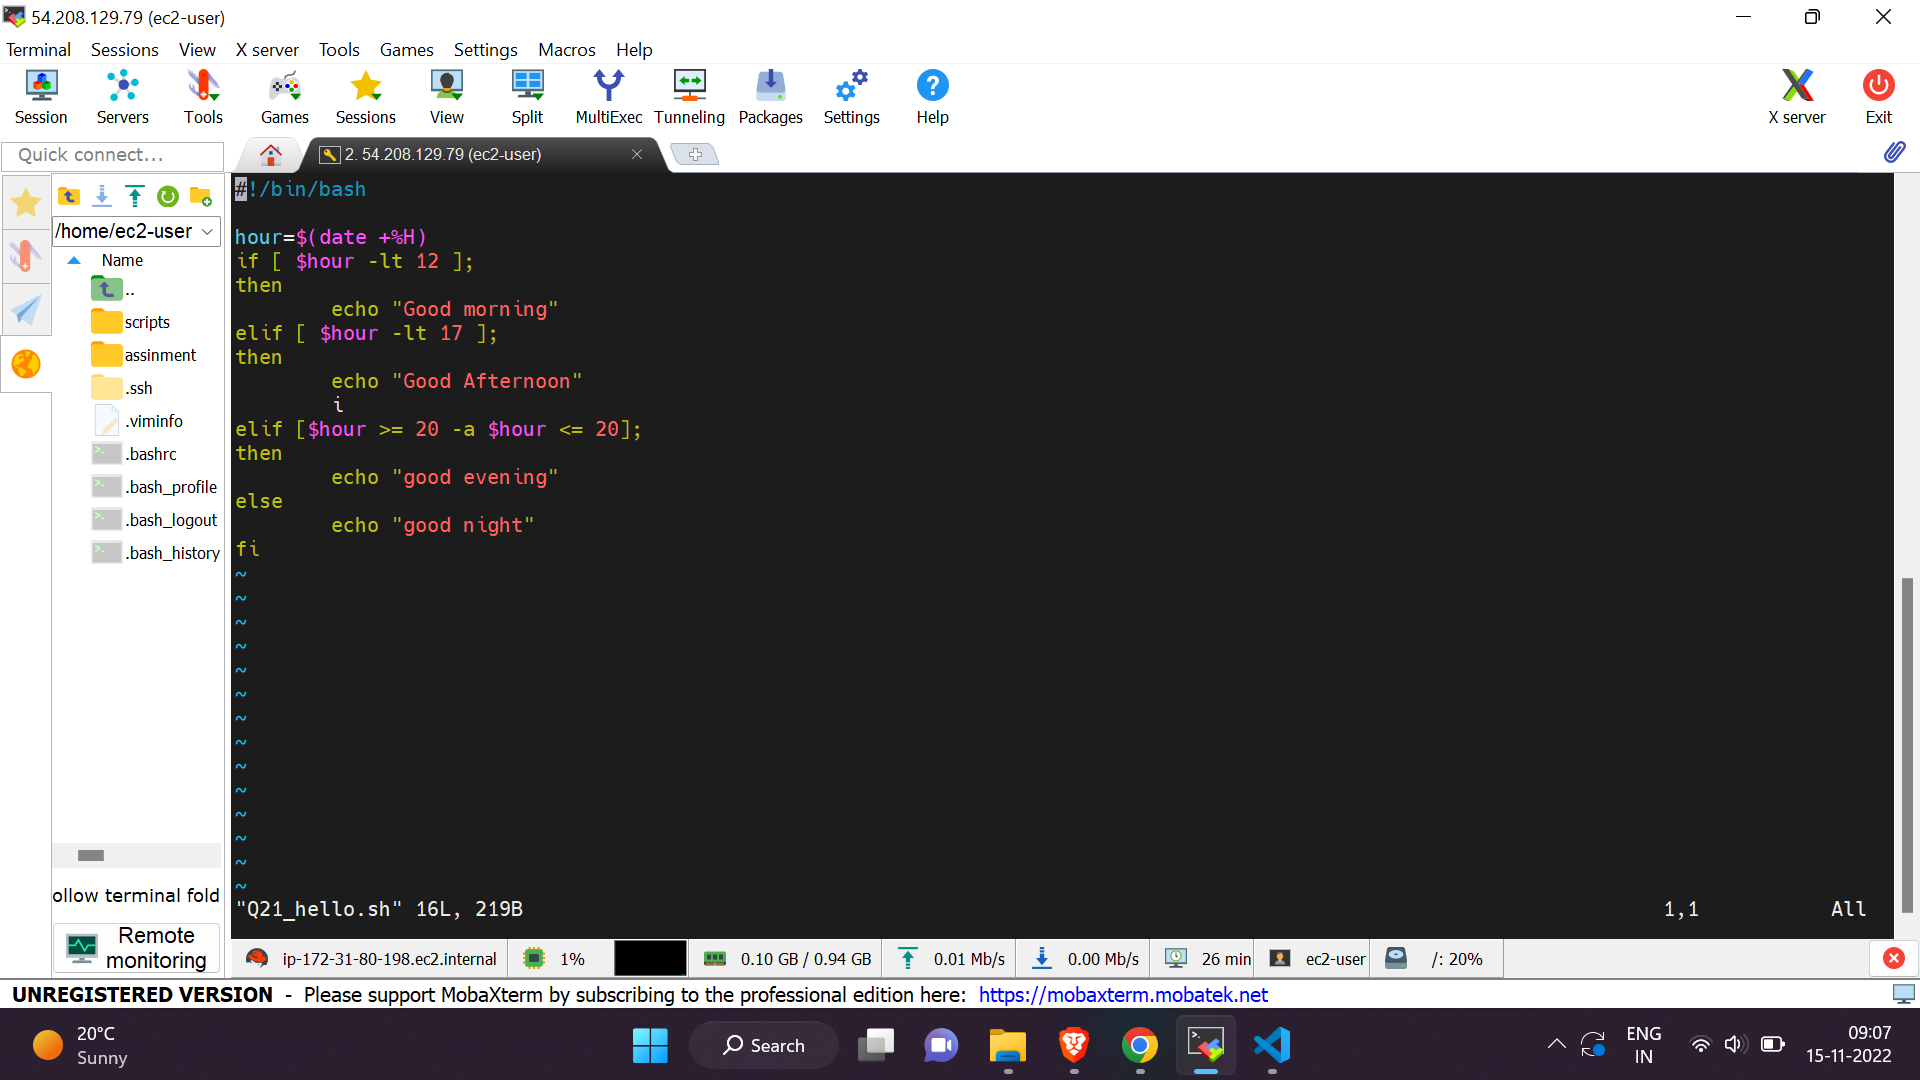 54.208.129.79 (ec2-user)
Terminal Sessions View X server Tools Games Settings Macros Help
Session Servers Tools Games Sessions View Split MultiExec Tunneling Packages Settings Help X server Exit
Quick connect...
2. 54.208.129.79 (ec2-user)
/home/ec2-user
Name
..
scripts
assinment
.ssh
.viminfo
.bashrc
.bash_profile
.bash_logout
.bash_history
ollow terminal fold
Remote
monitoring
#!/bin/bash
hour=$(date +%H)
if [ $hour -lt 12 ];
then
echo "Good morning"
elif [ $hour -lt 17 ];
then
echo "Good Afternoon"
i
elif [$hour >= 20 -a $hour <= 20];
then
echo "good evening"
else
echo "good night"
fi
~
~
~
~
~
~
~
~
~
~
~
~
~
~
"Q21_hello.sh" 16L, 219B 1,1 All
ip-172-31-80-198.ec2.internal 1% 0.10 GB / 0.94 GB 0.01 Mb/s 0.00 Mb/s 26 min ec2-user /: 20%
UNREGISTERED VERSION - Please support MobaXterm by subscribing to the professional edition here: https://mobaxterm.mobatek.net
20°C
Sunny
Search
ENG
IN
09:07
15-11-2022